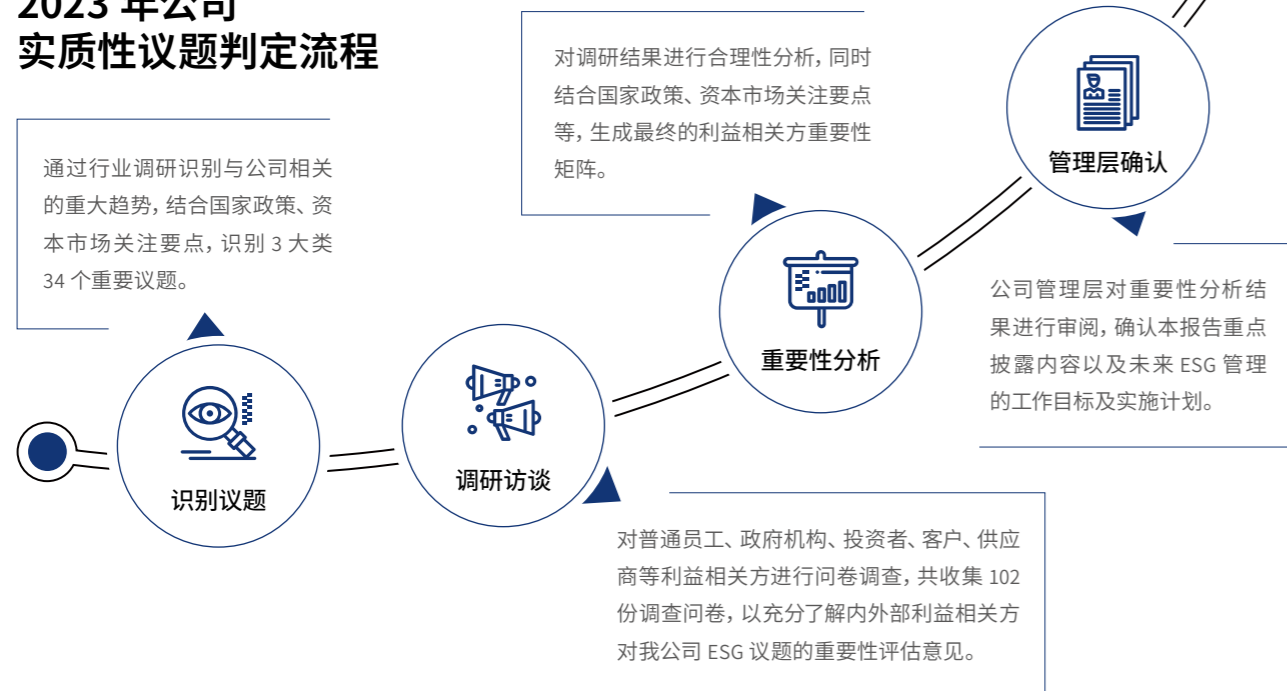 2023 年公司
实质性议题判定流程
通过行业调研识别与公司相关
的重大趋势，结合国家政策、资
本市场关注要点，识别 3 大类
34 个重要议题。
识别议题
调研访谈
对普通员工、政府机构、投资者、客户、供应
商等利益相关方进行问卷调查，共收集 102
份调查问卷，以充分了解内外部利益相关方
对我公司 ESG 议题的重要性评估意见。
对调研结果进行合理性分析，同时
结合国家政策、资本市场关注要点
等，生成最终的利益相关方重要性
矩阵。
重要性分析
管理层确认
公司管理层对重要性分析结
果进行审阅，确认本报告重点
披露内容以及未来 ESG 管理
的工作目标及实施计划。